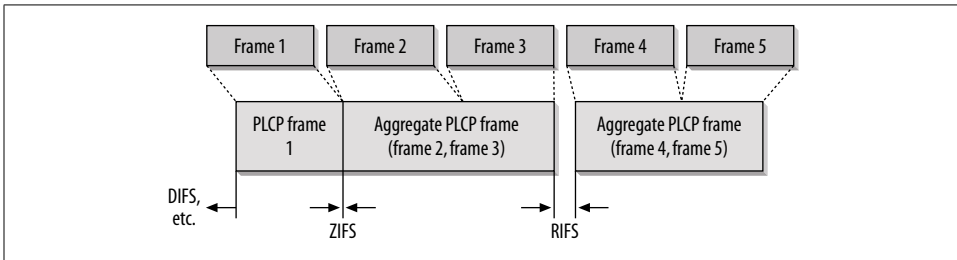 Frame 1
Frame 2
Frame 3
Frame 4
Frame 5
PLCP frame
1
Aggregate PLCP frame
(frame 2, frame 3)
Aggregate PLCP frame
(frame 4, frame 5)
DIFS,
etc.
ZIFS
RIFS